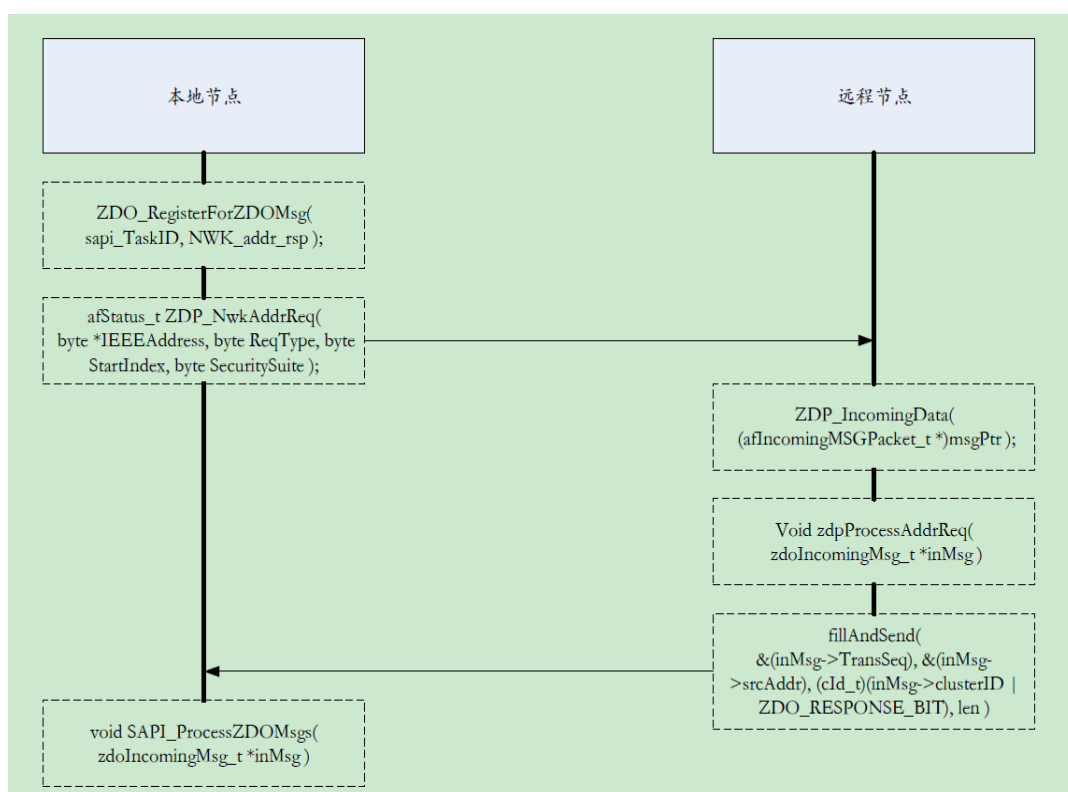 本地节点
远程节点
ZDO_RegisterForZDOMsg(
sapi_TaskID, NWK_addr_rsp );
afStatus_t ZDP_NwkAddrReq(
byte *IEEEAddress, byte ReqType, byte
StartIndex, byte SecuritySuite );
ZDP_IncomingData(
(afIncomingMSGPacket_t *)msgPtr );
Void zdpProcessAddrReq(
zdoIncomingMsg_t *inMsg )
fillAndSend(
&(inMsg->TransSeq), &(inMsg-
>srcAddr), (cId_t)(inMsg->clusterID |
ZDO_RESPONSE_BIT), len )
void SAPI_ProcessZDOMsgs(
zdoIncomingMsg_t *inMsg )